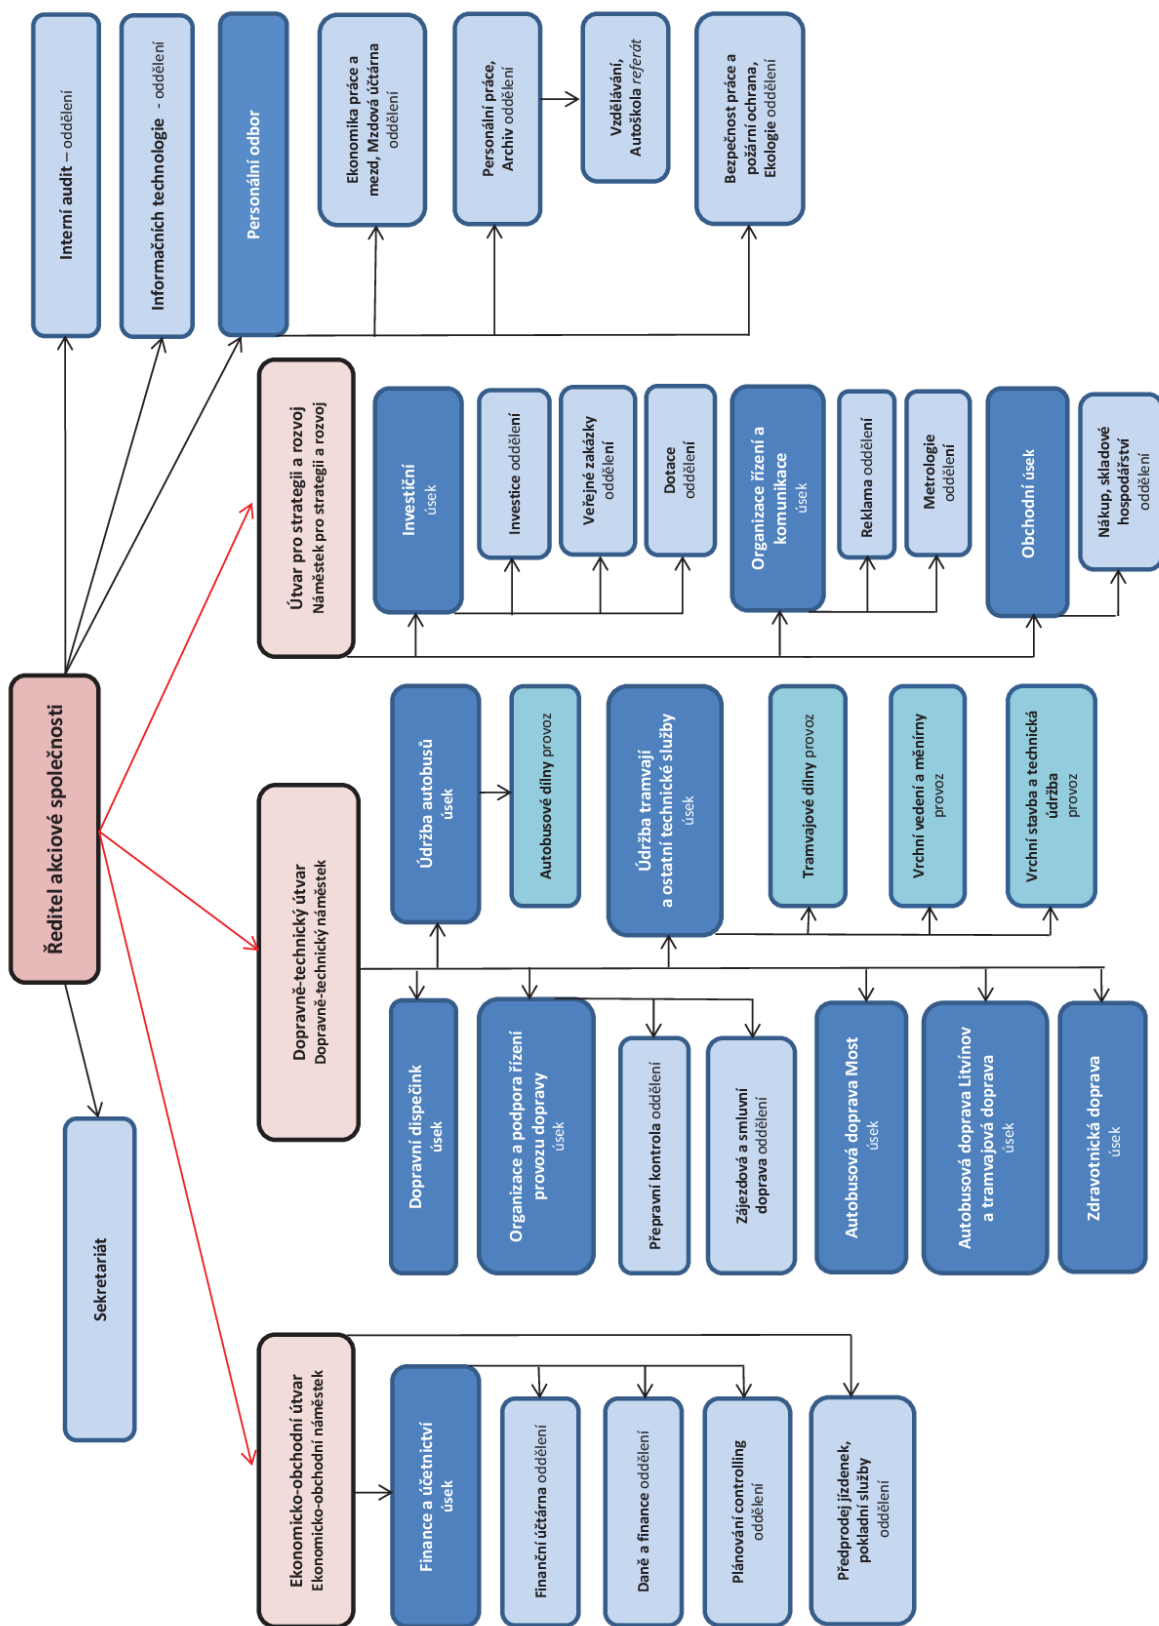 Ředitel akciové společnosti
Sekretariát
Interní audit – oddělení
Informačních technologie - oddělení
Personální odbor
Ekonomika práce a
mezd, Mzdová účtárna
oddělení
Personální práce,
Archiv oddělení
Vzdělávání,
Autoškola referát
Bezpečnost práce a
požární ochrana,
Ekologie oddělení
Ekonomicko-obchodní útvar
Ekonomicko-obchodní náměstek
Finance a účetnictví
úsek
Finanční účtárna oddělení
Daně a finance oddělení
Plánování controlling
oddělení
Předprodej jízdenek,
pokladní služby
oddělení
Dopravně-technický útvar
Dopravně-technický náměstek
Dopravní dispečink
úsek
Organizace a podpora řízení
provozu dopravy
úsek
Přepravní kontrola oddělení
Zájezdová a smluvní
doprava oddělení
Autobusová doprava Most
úsek
Autobusová doprava Litvínov
a tramvajová doprava
úsek
Zdravotnická doprava
úsek
Údržba autobusů
úsek
Autobusové dílny provoz
Údržba tramvají
a ostatní technické služby
úsek
Tramvajové dílny provoz
Vrchní vedení a měnírny
provoz
Vrchní stavba a technická
údržba
provoz
Útvar pro strategii a rozvoj
Náměstek pro strategii a rozvoj
Investiční
úsek
Investice oddělení
Veřejné zakázky
oddělení
Dotace
oddělení
Organizace řízení a
komunikace
úsek
Reklama oddělení
Metrologie
oddělení
Obchodní úsek
Nákup, skladové
hospodářství
oddělení